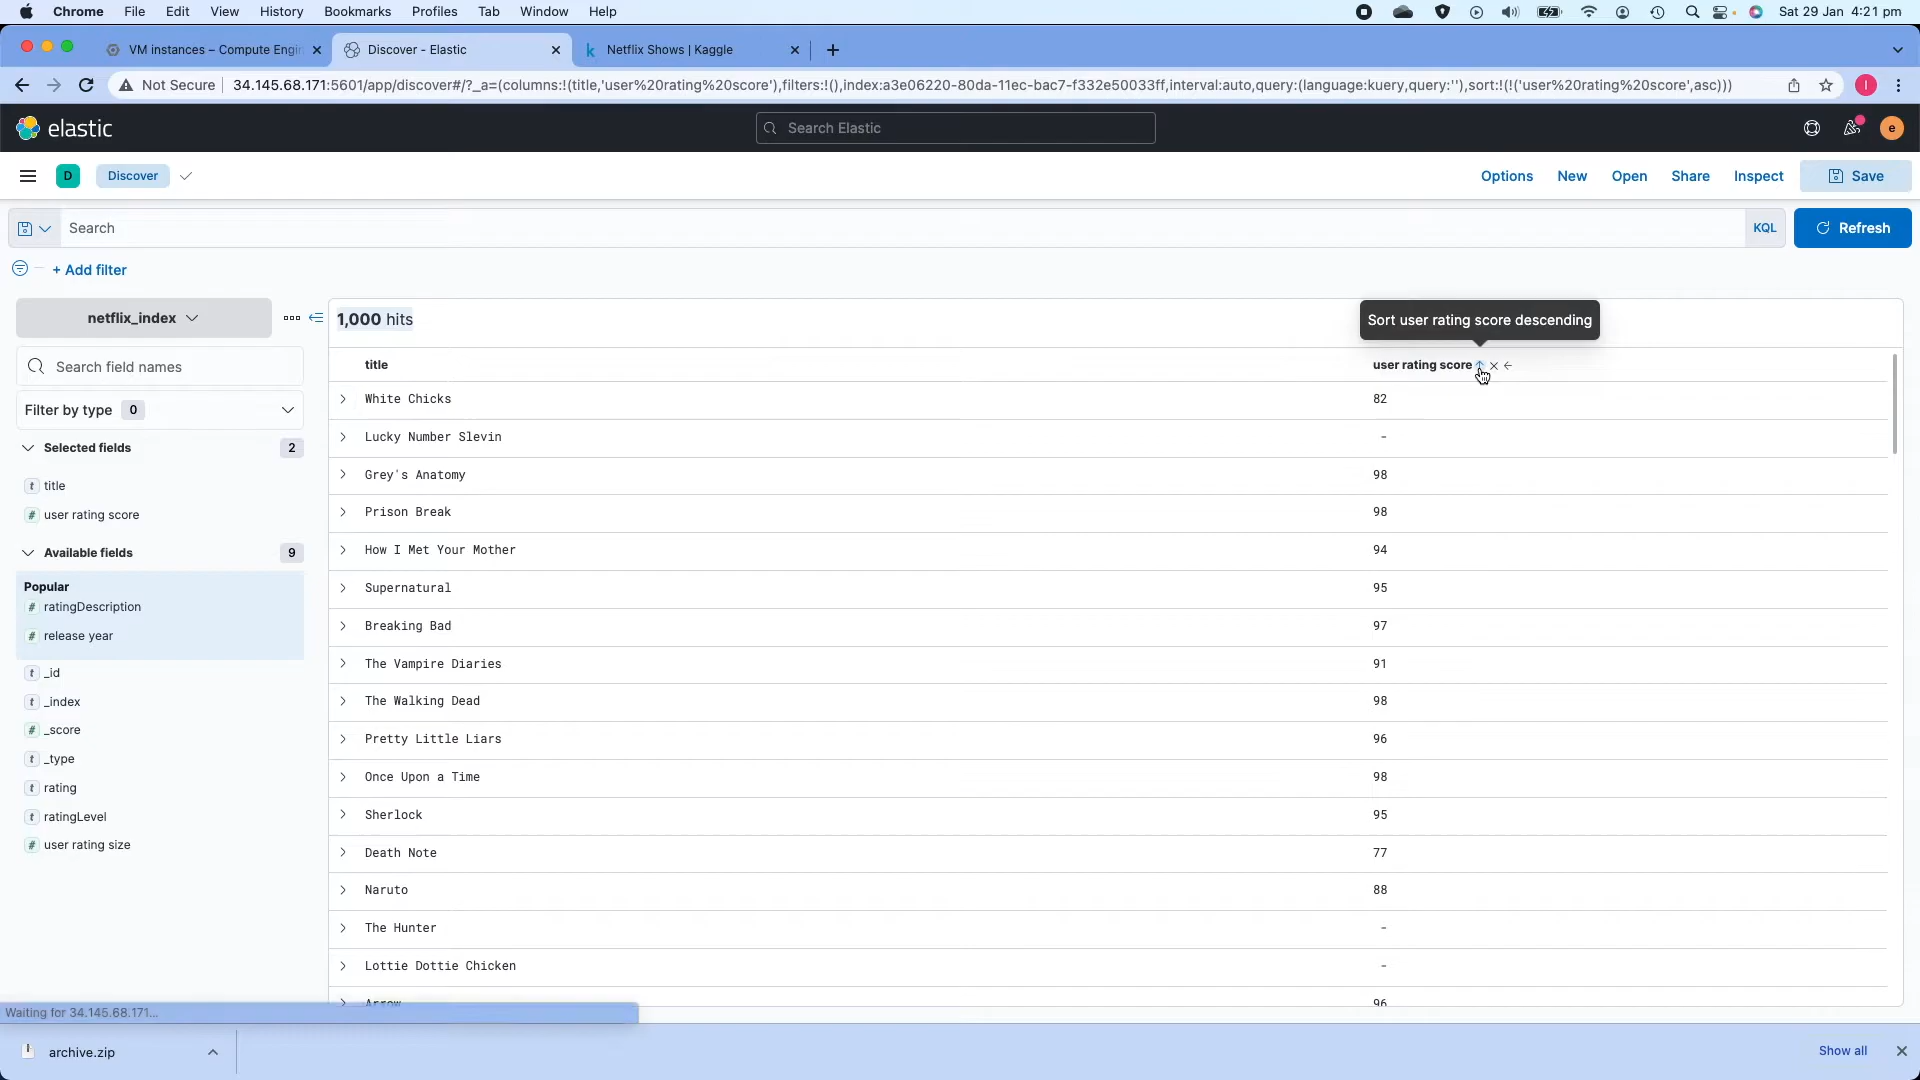 Chrome File Edit View History Bookmarks Profiles Tab Window Help Sat 29 Jan 4:21 pm
VM instances – Compute Engi Discover - Elastic Netflix Shows | Kaggle
Not Secure 34.145.68.171:5601/app/discover#/?_a=(columns:!(title,'user%20rating%20score'),filters:!(),index:a3e06220-80da-11ec-bac7-f332e50033ff,interval:auto,query:(language:kuery,query:''),sort:!(!('user%20rating%20score',asc))) I
elastic Search Elastic e
D Discover Options New Open Share Inspect Save
Search KQL Refresh
+ Add filter
netflix_index 1,000 hits Sort user rating score descending
Search field names title user rating score
Filter by type 0 White Chicks 82
Selected fields 2 Lucky Number Slevin -
title Grey's Anatomy 98
user rating score Prison Break 98
Available fields 9 How I Met Your Mother 94
Popular Supernatural 95
ratingDescription Breaking Bad 97
release year The Vampire Diaries 91
_id The Walking Dead 98
_index Pretty Little Liars 96
_score Once Upon a Time 98
_type Sherlock 95
rating Death Note 77
ratingLevel Naruto 88
user rating size The Hunter -
Lottie Dottie Chicken -
Arrow 96
Waiting for 34.145.68.171...
archive.zip Show all